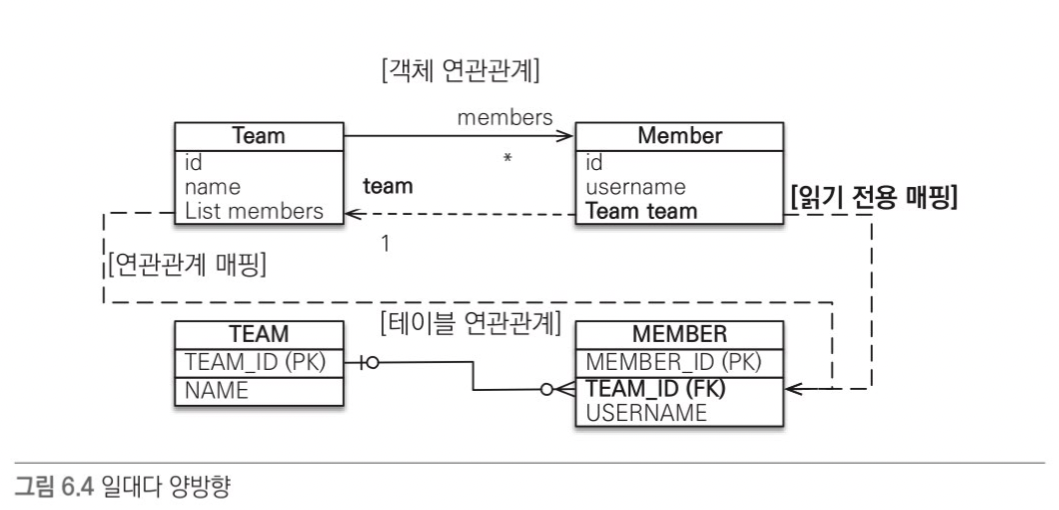 [객체 연관관계]
members
Team
Member
*
id
name
List members
team
1
id
username
Team team
[읽기 전용 매핑]
[연관관계 매핑]
[테이블 연관관계]
TEAM
TEAM_ID (PK)
NAME
MEMBER
MEMBER_ID (PK)
TEAM_ID (FK)
USERNAME
그림 6.4 일대다 양방향